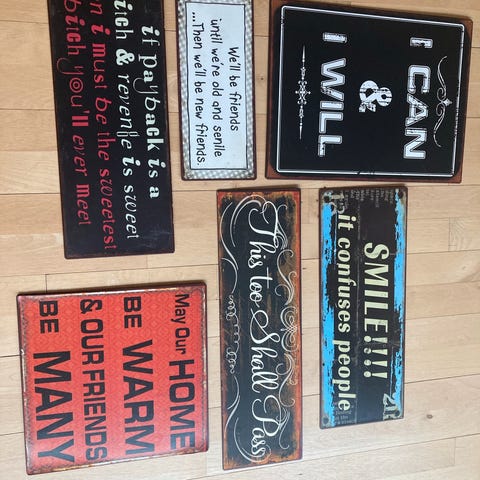 if payback is a
bitch & revenge is sweet
then i must be the sweetest
bitch you'll ever meet
We'll be friends
until we're old and senile
...Then we'll be new friends.
I CAN
&
I WILL
May Our HOME
BE WARM
& OUR FRIENDS
BE MANY
This too Shall Pass
SMILE!!!!
it confuses people